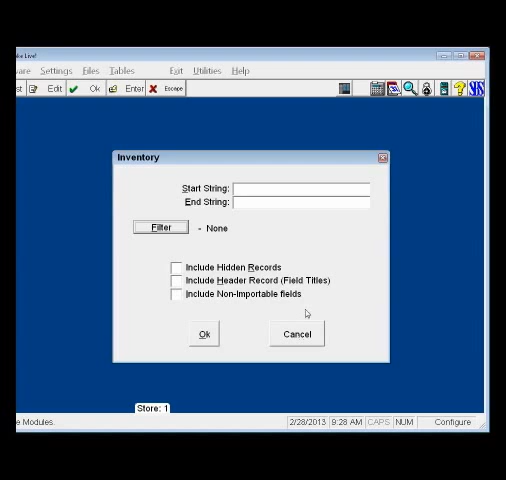 ke Live!
are Settings Files Tables Exit Utilities Help
st Edit Ok Enter Escape
Inventory
Start String:
End String:
Filter - None
Include Hidden Records
Include Header Record (Field Titles)
Include Non-Importable fields
Ok Cancel
Store: 1
e Modules. 2/28/2013 9:28 AM CAPS NUM Configure